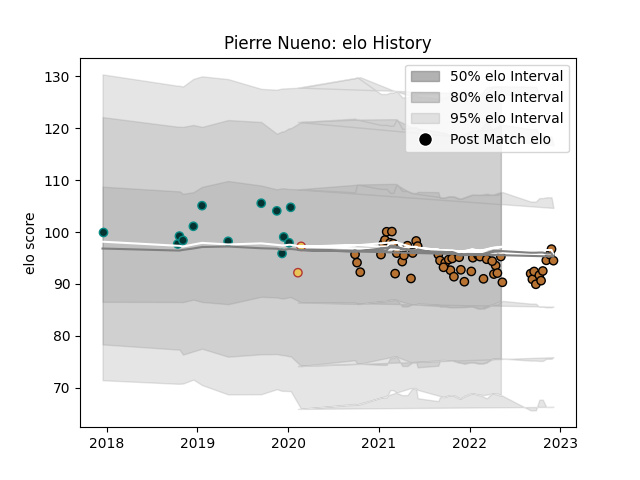 Pierre Nueno: elo History
50% elo Interval
80% elo Interval
95% elo Interval
Post Match elo
elo score
130
120
110
100
90
80
70
2018
2019
2020
2021
2022
2023